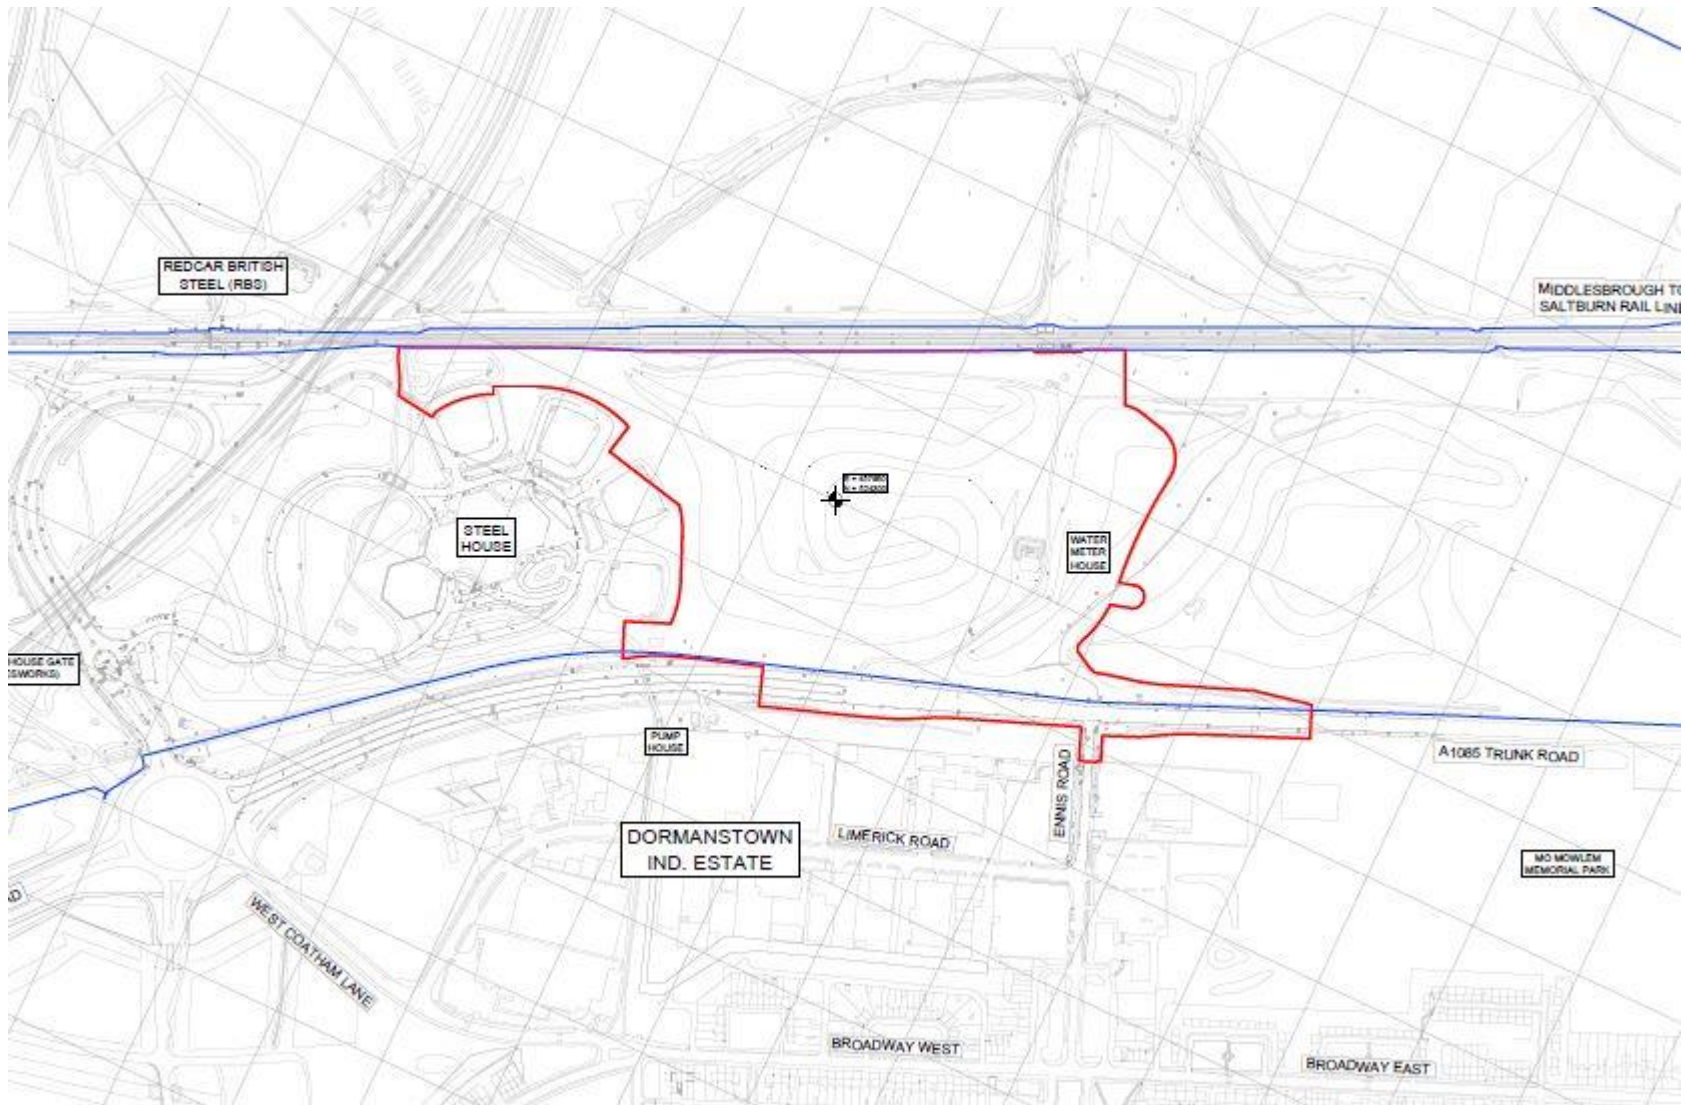 REDCAR BRITISH
STEEL (RBS)
MIDDLESBROUGH TO
SALTBURN RAIL LINE
STEEL
HOUSE
WATER
METER
HOUSE
HOUSE GATE
PUMP
HOUSE
A1085 TRUNK ROAD
ENNIS ROAD
DORMANSTOWN
IND. ESTATE
LIMERICK ROAD
MO MOWLEM
MEMORIAL PARK
WEST COATHAM LANE
BROADWAY WEST
BROADWAY EAST